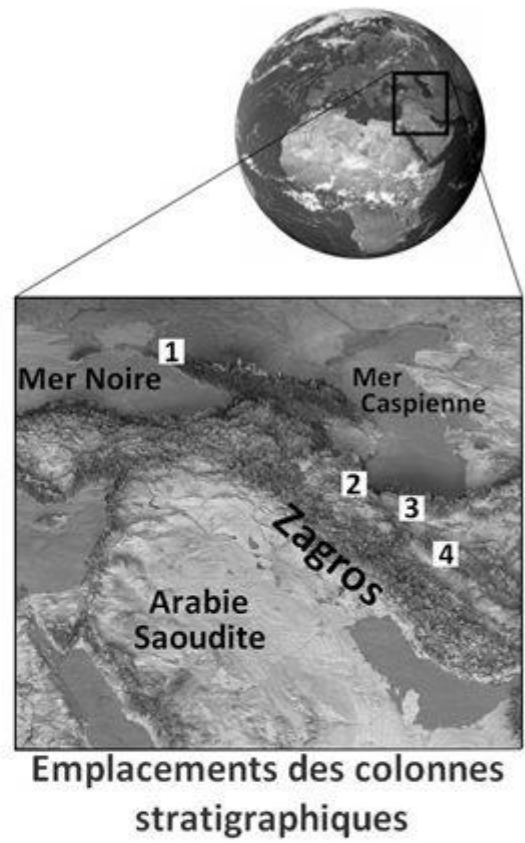 1
Mer Noire
Mer
Caspienne
2
3
4
Zagros
Arabie
Saoudite
Emplacements des colonnes
stratigraphiques